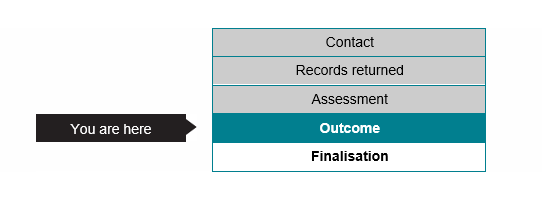 Contact
Records returned
Assessment
You are here
Outcome
Finalisation